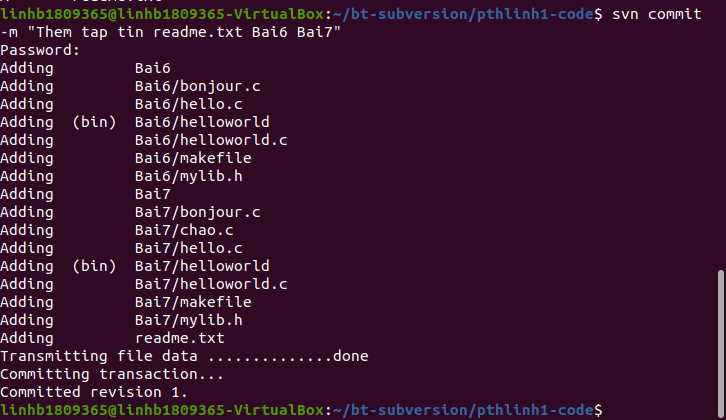 linhb1809365@linhb1809365-VirtualBox:~/bt-subversion/pthlinh1-code$ svn commit
-m "Them tap tin readme.txt Bai6 Bai7"
Password:
Adding         Bai6
Adding         Bai6/bonjour.c
Adding         Bai6/hello.c
Adding  (bin)  Bai6/helloworld
Adding         Bai6/helloworld.c
Adding         Bai6/makefile
Adding         Bai6/mylib.h
Adding         Bai7
Adding         Bai7/bonjour.c
Adding         Bai7/chao.c
Adding         Bai7/hello.c
Adding  (bin)  Bai7/helloworld
Adding         Bai7/helloworld.c
Adding         Bai7/makefile
Adding         Bai7/mylib.h
Adding         readme.txt
Transmitting file data ..............done
Committing transaction...
Committed revision 1.
linhb1809365@linhb1809365-VirtualBox:~/bt-subversion/pthlinh1-code$